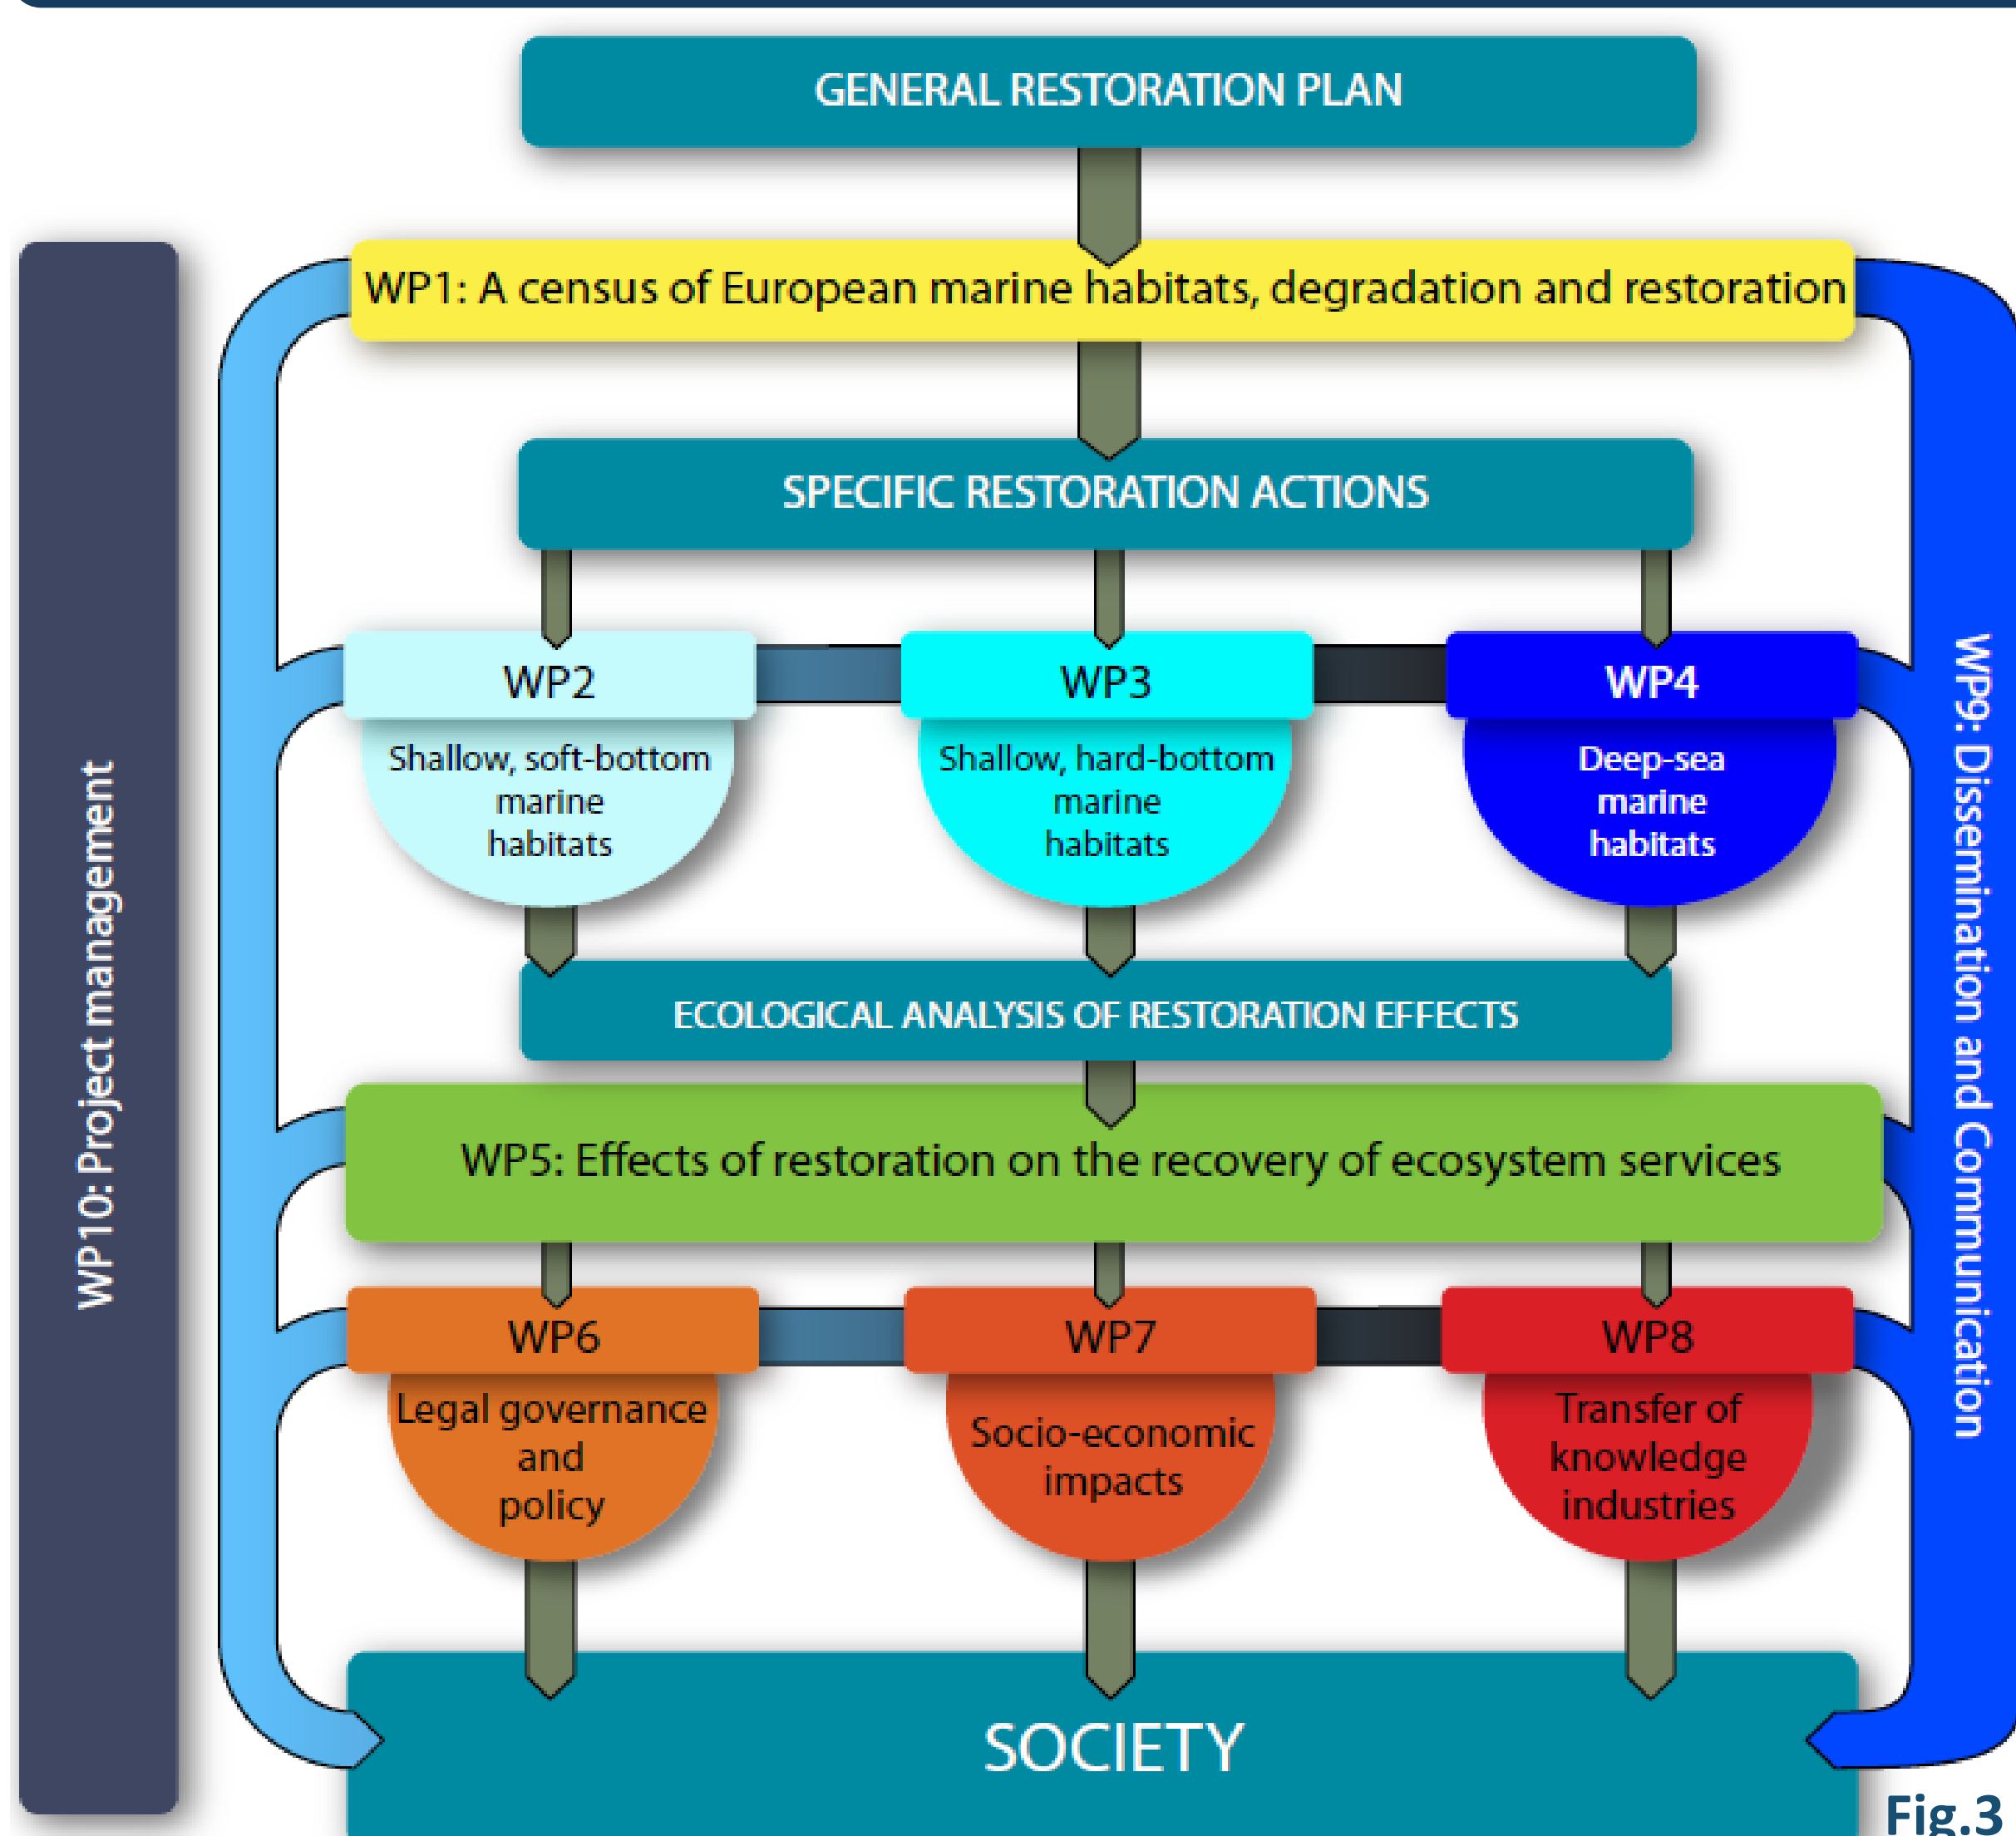 GENERAL RESTORATION PLAN
WP1: A census of European marine habitats, degradation and restoration
SPECIFIC RESTORATION ACTIONS
WP2
Shallow, soft-bottom
marine
habitats
WP3
Shallow, hard-bottom
marine
habitats
WP4
Deep-sea
marine
habitats
ECOLOGICAL ANALYSIS OF RESTORATION EFFECTS
WP5: Effects of restoration on the recovery of ecosystem services
WP6
Legal governance
and
policy
WP7
Socio-economic
impacts
WP8
Transfer of
knowledge
industries
SOCIETY
WP10: Project management
WP9: Dissemination and Communication
Fig.3